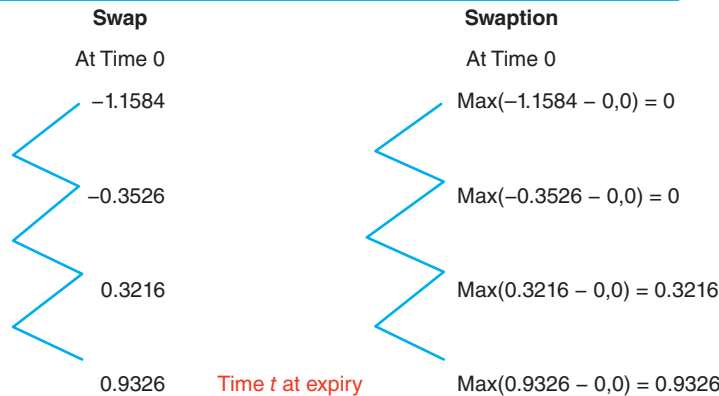 Swap Swaption
At Time 0 At Time 0
−1.1584 Max(−1.1584 − 0,0) = 0
−0.3526 Max(−0.3526 − 0,0) = 0
0.3216 Max(0.3216 − 0,0) = 0.3216
0.9326 Time t at expiry Max(0.9326 − 0,0) = 0.9326